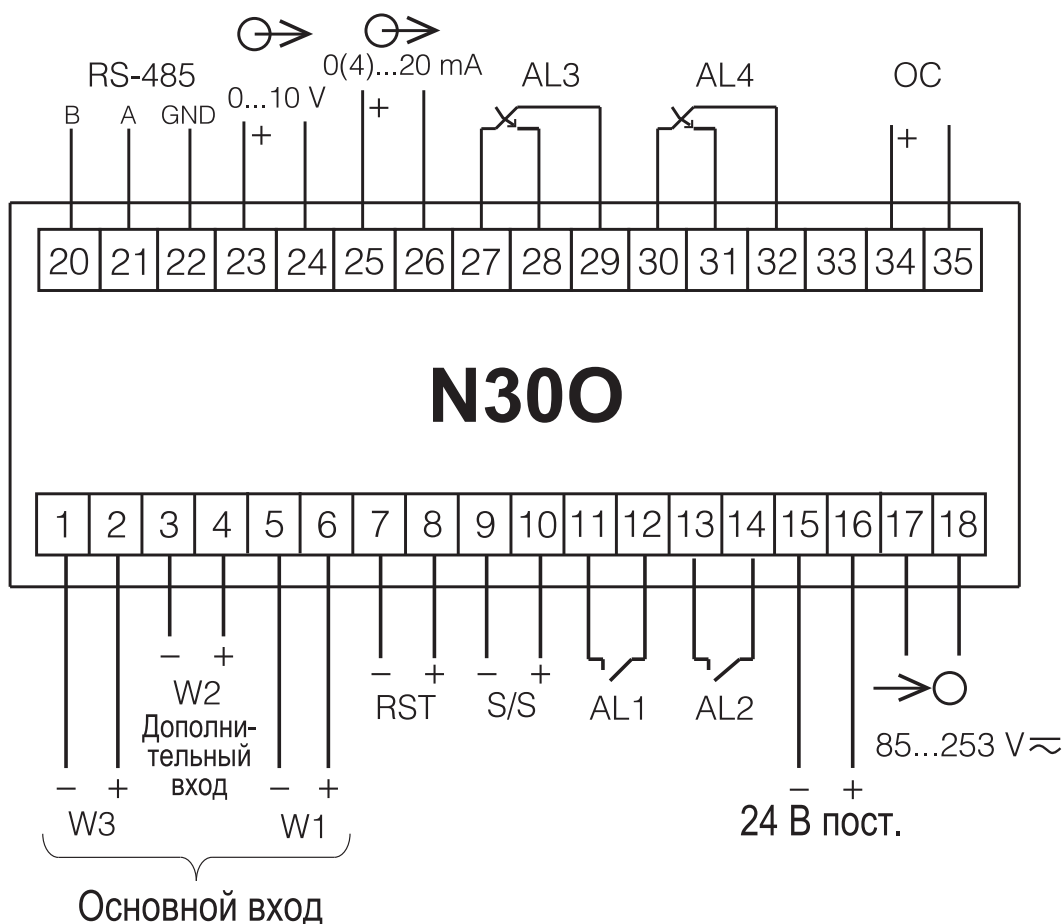 RS-485
B A GND
0...10 V
+
0(4)...20 mA
+
AL3
AL4
OC
+
20 21 22 23 24 25 26 27 28 29 30 31 32 33 34 35
N30O
1 2 3 4 5 6 7 8 9 10 11 12 13 14 15 16 17 18
– +
W2
Дополни-
тельный
вход
– +
RST
– +
S/S
AL1
AL2
85...253 V
– +
W3
– +
W1
– +
24 В пост.
Основной вход